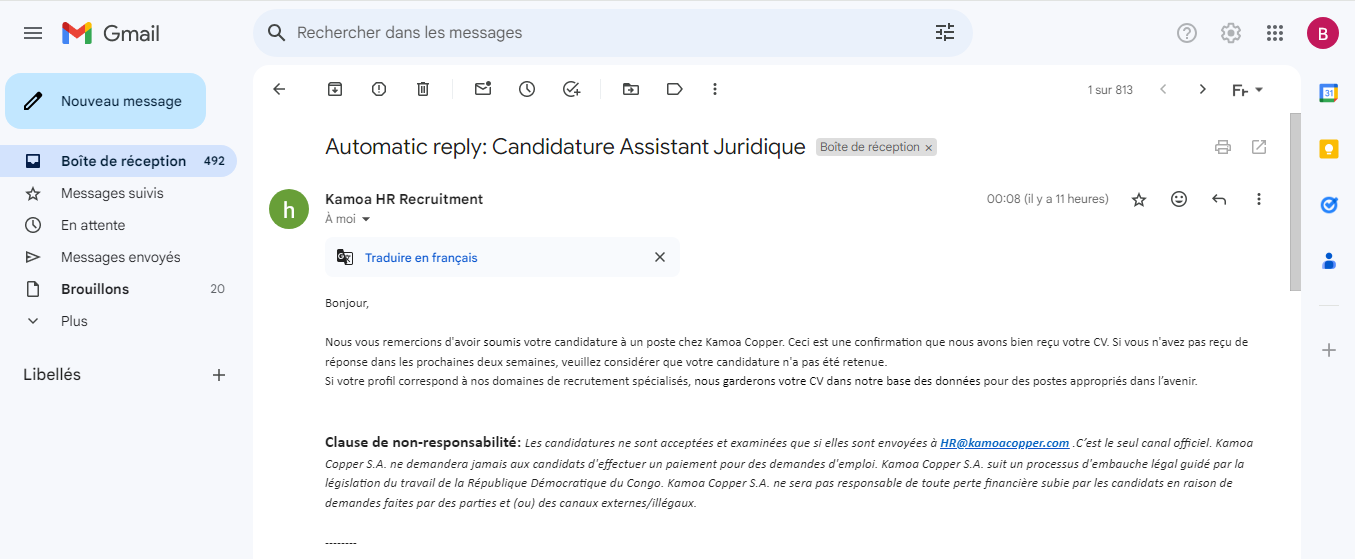 Gmail
Rechercher dans les messages
B
Nouveau message
1 sur 813
Fr
31
Boîte de réception 492
Messages suivis
En attente
Messages envoyés
Brouillons 20
Plus
Libellés
Automatic reply: Candidature Assistant Juridique Boîte de réception ×
h
Kamoa HR Recruitment
00:08 (il y a 11 heures)
À moi
Traduire en français
Bonjour,
Nous vous remercions d'avoir soumis votre candidature à un poste chez Kamoa Copper. Ceci est une confirmation que nous avons bien reçu votre CV. Si vous n'avez pas reçu de
réponse dans les prochaines deux semaines, veuillez considérer que votre candidature n'a pas été retenue.
Si votre profil correspond à nos domaines de recrutement spécialisés, nous garderons votre CV dans notre base des données pour des postes appropriés dans l’avenir.
Clause de non-responsabilité: Les candidatures ne sont acceptées et examinées que si elles sont envoyées à HR@kamoacopper.com .C’est le seul canal officiel. Kamoa
Copper S.A. ne demandera jamais aux candidats d'effectuer un paiement pour des demandes d'emploi. Kamoa Copper S.A. suit un processus d'embauche légal guidé par la
législation du travail de la République Démocratique du Congo. Kamoa Copper S.A. ne sera pas responsable de toute perte financière subie par les candidats en raison de
demandes faites par des parties et (ou) des canaux externes/illégaux.
--------